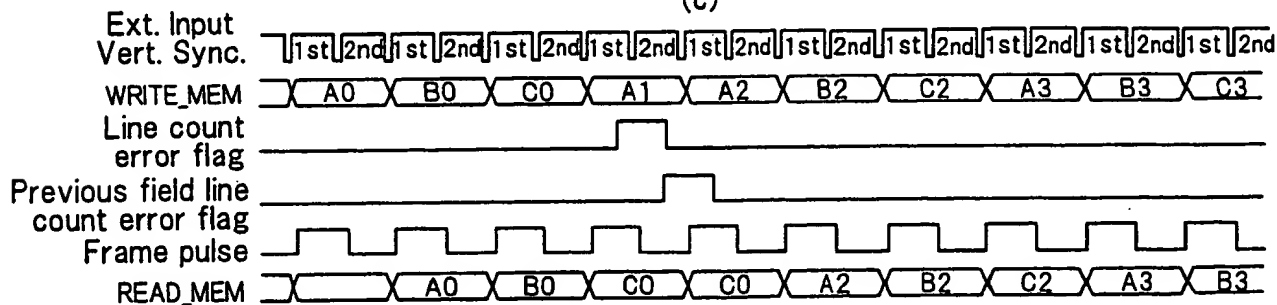 (c)
Ext. Input
Vert. Sync. 1st 2nd 1st 2nd 1st 2nd 1st 2nd 1st 2nd 1st 2nd 1st 2nd 1st 2nd 1st 2nd 1st 2nd
WRITE_MEM A0 B0 C0 A1 A2 B2 C2 A3 B3 C3
Line count
error flag
Previous field line
count error flag
Frame pulse
READ_MEM A0 B0 C0 C0 A2 B2 C2 A3 B3